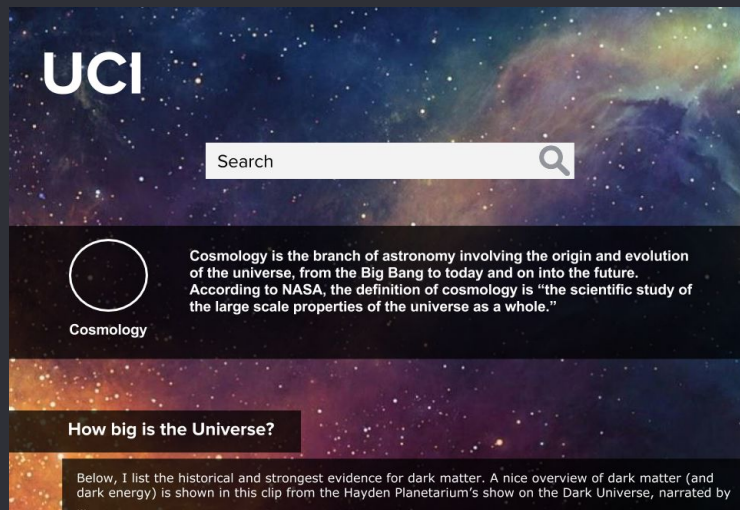 UCI
Search
Cosmology is the branch of astronomy involving the origin and evolution
of the universe, from the Big Bang to today and on into the future.
According to NASA, the definition of cosmology is “the scientific study of
the large scale properties of the universe as a whole.”
Cosmology
How big is the Universe?
Below, I list the historical and strongest evidence for dark matter. A nice overview of dark matter (and
dark energy) is shown in this clip from the Hayden Planetarium’s show on the Dark Universe, narrated by